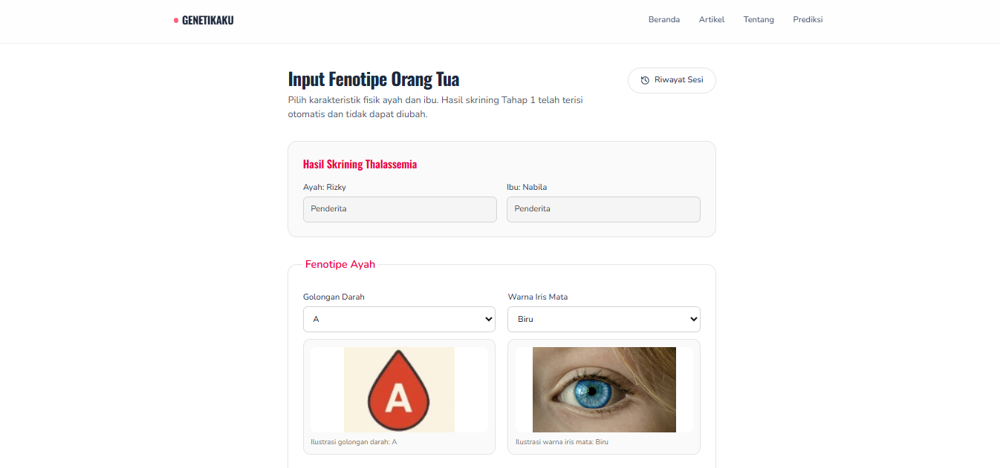 GENETIKAKU
Beranda Artikel Tentang Prediksi
Input Fenotipe Orang Tua
Riwayat Sesi
Pilih karakteristik fisik ayah dan ibu. Hasil skrining Tahap 1 telah terisi
otomatis dan tidak dapat diubah.
Hasil Skrining Thalassemia
Ayah: Rizky Ibu: Nabila
Penderita Penderita
Fenotipe Ayah
Golongan Darah Warna Iris Mata
A Biru
A
Ilustrasi golongan darah: A Ilustrasi warna iris mata: Biru